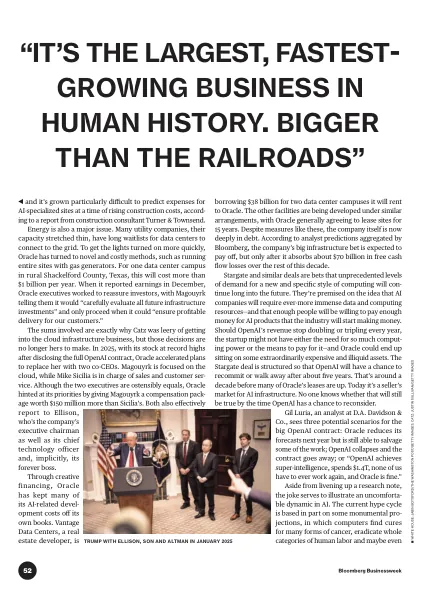 “IT’S THE LARGEST, FASTEST-
GROWING BUSINESS IN
HUMAN HISTORY. BIGGER
THAN THE RAILROADS”
◀ and it’s grown particularly difficult to predict expenses for
AI-specialized sites at a time of rising construction costs, accord-
ing to a report from construction consultant Turner & Townsend.
Energy is also a major issue. Many utility companies, their
capacity stretched thin, have long waitlists for data centers to
connect to the grid. To get the lights turned on more quickly,
Oracle has turned to novel and costly methods, such as running
entire sites with gas generators. For one data center campus
in rural Shackelford County, Texas, this will cost more than
$1 billion per year. When it reported earnings in December,
Oracle executives worked to reassure investors, with Magouyrk
telling them it would “carefully evaluate all future infrastructure
investments” and only proceed when it could “ensure profitable
delivery for our customers.”
The sums involved are exactly why Catz was leery of getting
into the cloud infrastructure business, but those decisions are
no longer hers to make. In 2025, with its stock at record highs
after disclosing the full OpenAI contract, Oracle accelerated plans
to replace her with two co-CEOs. Magouyrk is focused on the
cloud, while Mike Sicilia is in charge of sales and customer ser-
vice. Although the two executives are ostensibly equals, Oracle
hinted at its priorities by giving Magouyrk a compensation pack-
age worth $150 million more than Sicilia’s. Both also effectively
report to Ellison,
who’s the company’s
executive chairman
as well as its chief
technology officer
and, implicitly, its
forever boss.
Through creative
financing, Oracle
has kept many
of its AI-related devel-
opment costs off its
own books. Vantage
Data Centers, a real
estate developer, is
borrowing $38 billion for two data center campuses it will rent
to Oracle. The other facilities are being developed under similar
arrangements, with Oracle generally agreeing to lease sites for
15 years. Despite measures like these, the company itself is now
deeply in debt. According to analyst predictions aggregated by
Bloomberg, the company’s big infrastructure bet is expected to
pay off, but only after it absorbs about $70 billion in free cash
flow losses over the rest of this decade.
Stargate and similar deals are bets that unprecedented levels
of demand for a new and specific style of computing will con-
tinue long into the future. They’re premised on the idea that AI
companies will require ever-more immense data and computing
resources—and that enough people will be willing to pay enough
money for AI products that the industry will start making money.
Should OpenAI’s revenue stop doubling or tripling every year,
the startup might not have either the need for so much comput-
ing power or the means to pay for it—and Oracle could end up
sitting on some extraordinarily expensive and illiquid assets. The
Stargate deal is structured so that OpenAI will have a chance to
recommit or walk away after about five years. That’s around a
decade before many of Oracle’s leases are up. Today it’s a seller’s
market for AI infrastructure. No one knows whether that will still
be true by the time OpenAI has a chance to reconsider.
Gil Luria, an analyst at D.A. Davidson &
Co., sees three potential scenarios for the
big OpenAI contract: Oracle reduces its
forecasts next year but is still able to salvage
some of the work; OpenAI collapses and the
contract goes away; or “OpenAI achieves
super-intelligence, spends $1.4T, none of us
have to ever work again, and Oracle is fine.”
Aside from livening up a research note,
the joke serves to illustrate an uncomforta-
ble dynamic in AI. The current hype cycle
is based in part on some monumental pro-
jections, in which computers find cures
for many forms of cancer, eradicate whole
categories of human labor and maybe even
TRUMP WITH ELLISON, SON AND ALTMAN IN JANUARY 2025
52
Bloomberg Businessweek